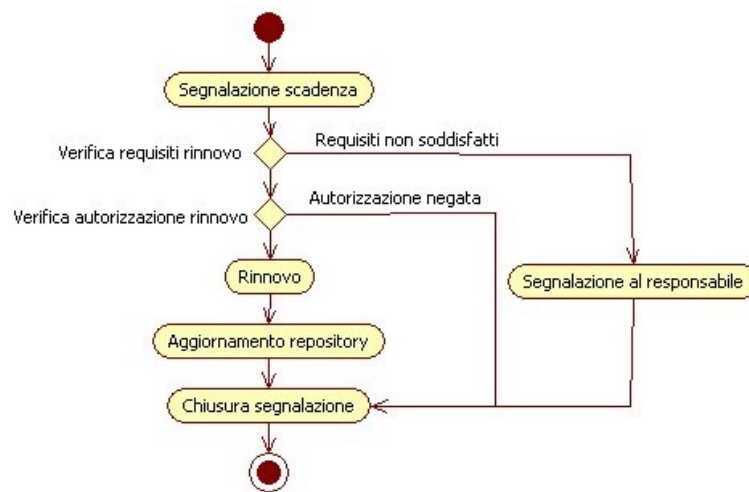 Segnalazione scadenza
Requisiti non soddisfatti
Verifica requisiti rinnovo
Autorizzazione negata
Verifica autorizzazione rinnovo
Rinnovo
Segnalazione al responsabile
Aggiornamento repository
Chiusura segnalazione